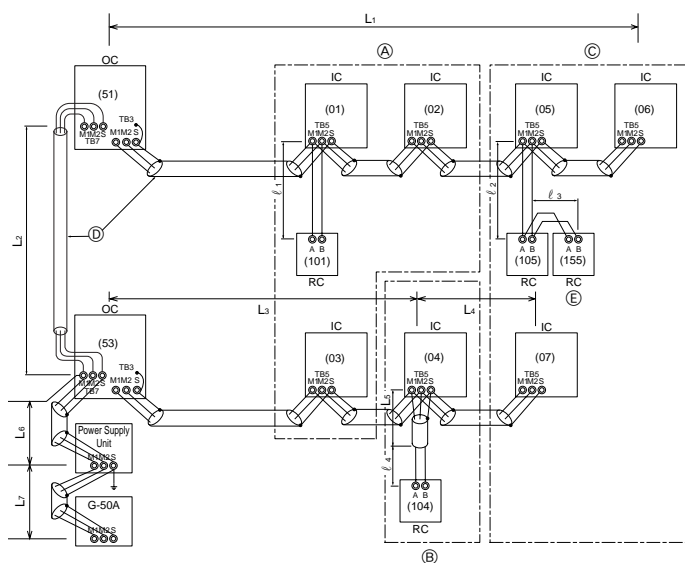 L1
A
C
OC
IC
IC
IC
IC
(51)
(01)
(02)
(05)
(06)
TB3
M1M2S
M1M2 S
TB7
TB5
M1M2S
TB5
M1M2S
TB5
M1M2S
TB5
M1M2S
L2
D
ℓ1
ℓ2
ℓ3
A B
(101)
RC
A B
(105)
RC
A B
(155)
RC
E
OC
L3
L4
IC
IC
IC
(53)
(03)
(04)
(07)
TB3
M1M2S
M1M2 S
TB7
TB5
M1M2S
TB5
M1M2S
TB5
M1M2S
L5
L6
Power Supply
Unit
M1M2S
ℓ4
L7
G-50A
M1M2S
A B
(104)
RC
B